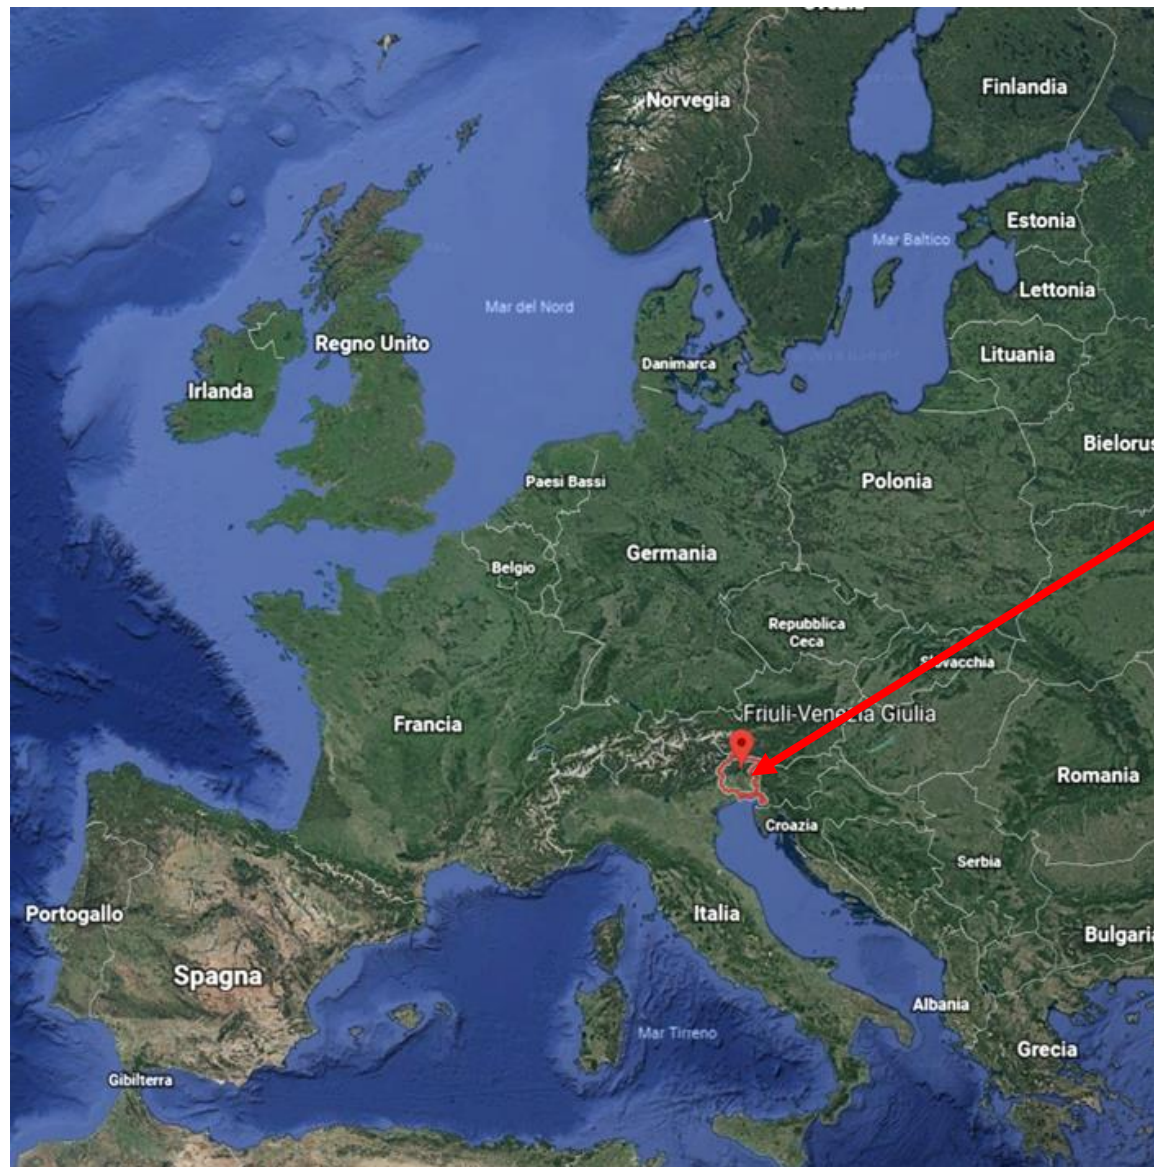 Norvegia
Finlandia
Estonia
Mar Baltico
Lettonia
Mar del Nord
Regno Unito
Lituania
Danimarca
Irlanda
Bielorus
Polonia
Paesi Bassi
Germania
Belgio
Repubblica
Ceca
Slovacchia
Friuli-Venezia Giulia
Francia
Romania
Croazia
Serbia
Portogallo
Italia
Bulgaria
Spagna
Albania
Mar Tirreno
Grecia
Gibilterra